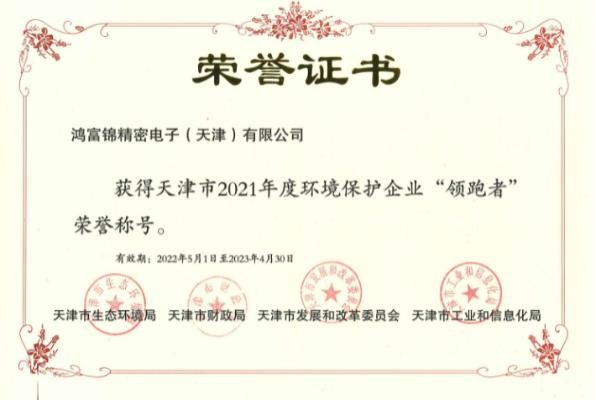 荣誉证书
鸿富锦精密电子（天津）有限公司
获得天津市2021年度环境保护企业“领跑者”
荣誉称号。
有效期：2022年5月1日至2023年4月30日
天津市生态环境局 天津市财政局 天津市发展和改革委员会 天津市工业和信息化局